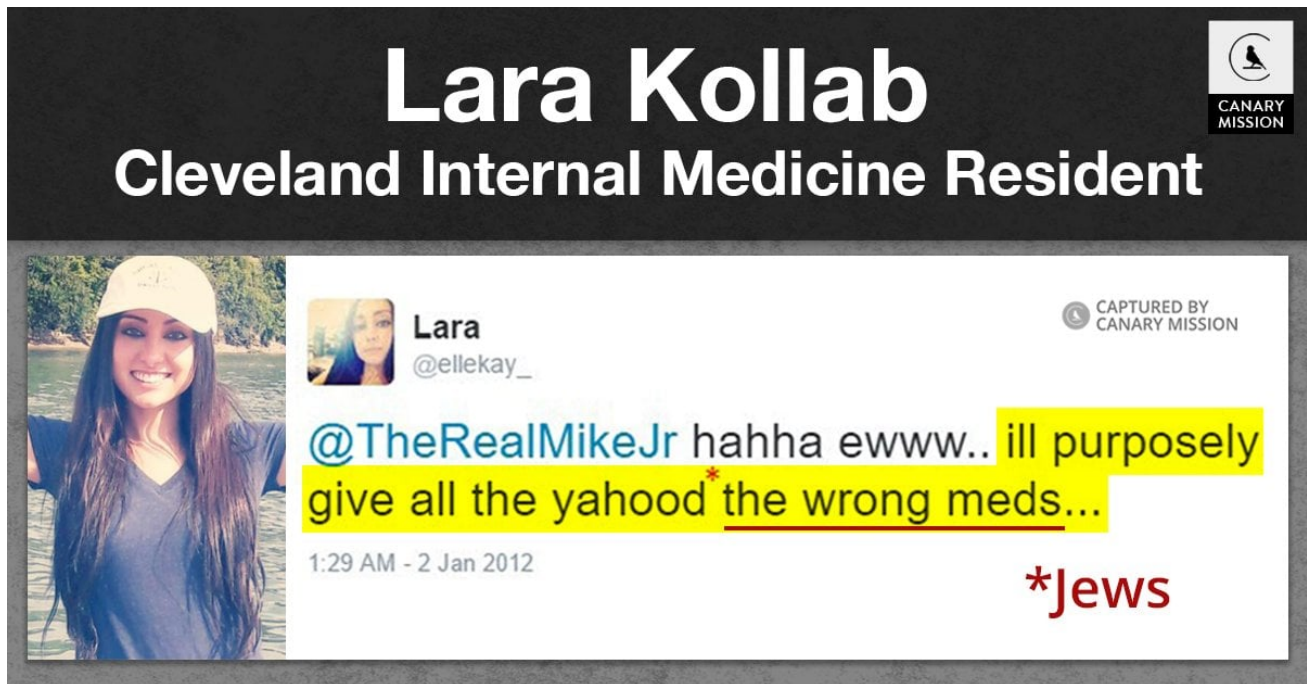 Lara Kollab
Cleveland Internal Medicine Resident
CANARY
MISSION
Lara
@ellekay_
CAPTURED BY
CANARY MISSION
@TheRealMikeJr hahha ewww.. ill purposely
give all the yahood* the wrong meds...
1:29 AM - 2 Jan 2012
*Jews